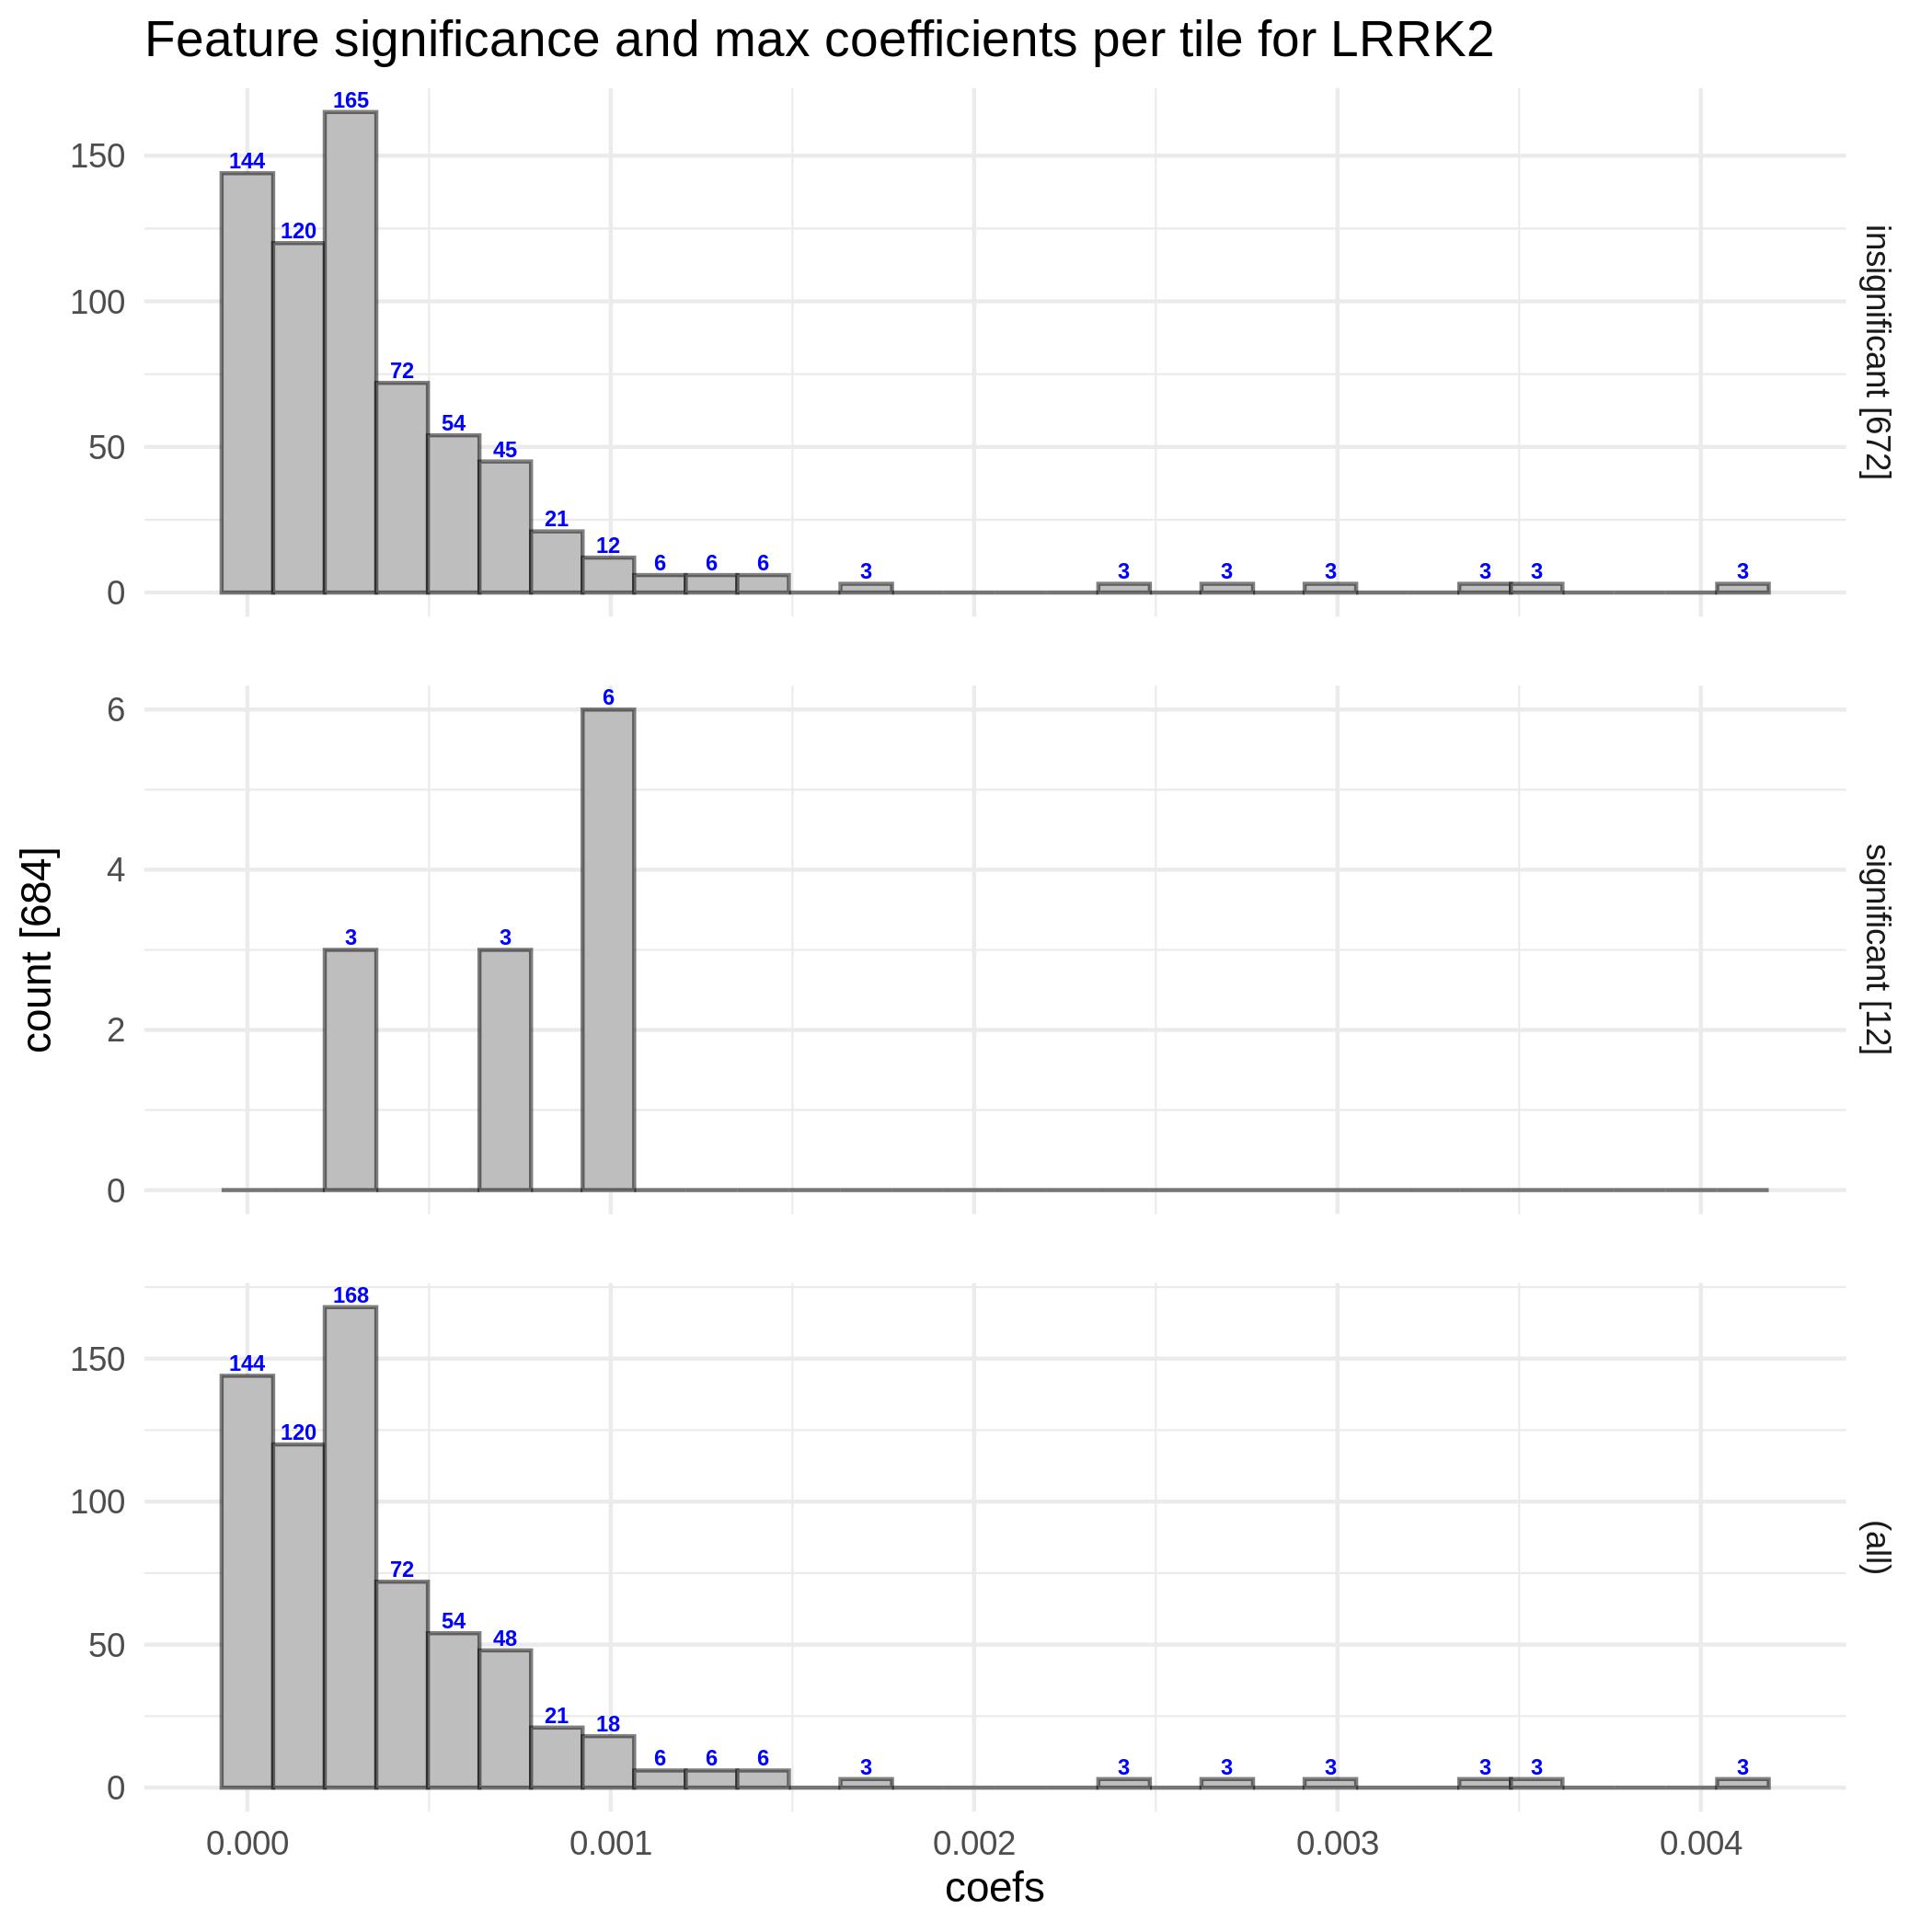 Feature significance and max coefficients per tile for LRRK2
165
150
144
120
100
72
54
50
45
21
12
6 6 6
3 3 3 3 3 3 3
0
insignificant [672]
6
6
4
3 3
2
0
significant [12]
count [684]
168
150
144
120
100
72
54
50
48
21 18
6 6 6
3 3 3 3 3 3 3
0
(all)
0.000 0.001 0.002 0.003 0.004
coefs